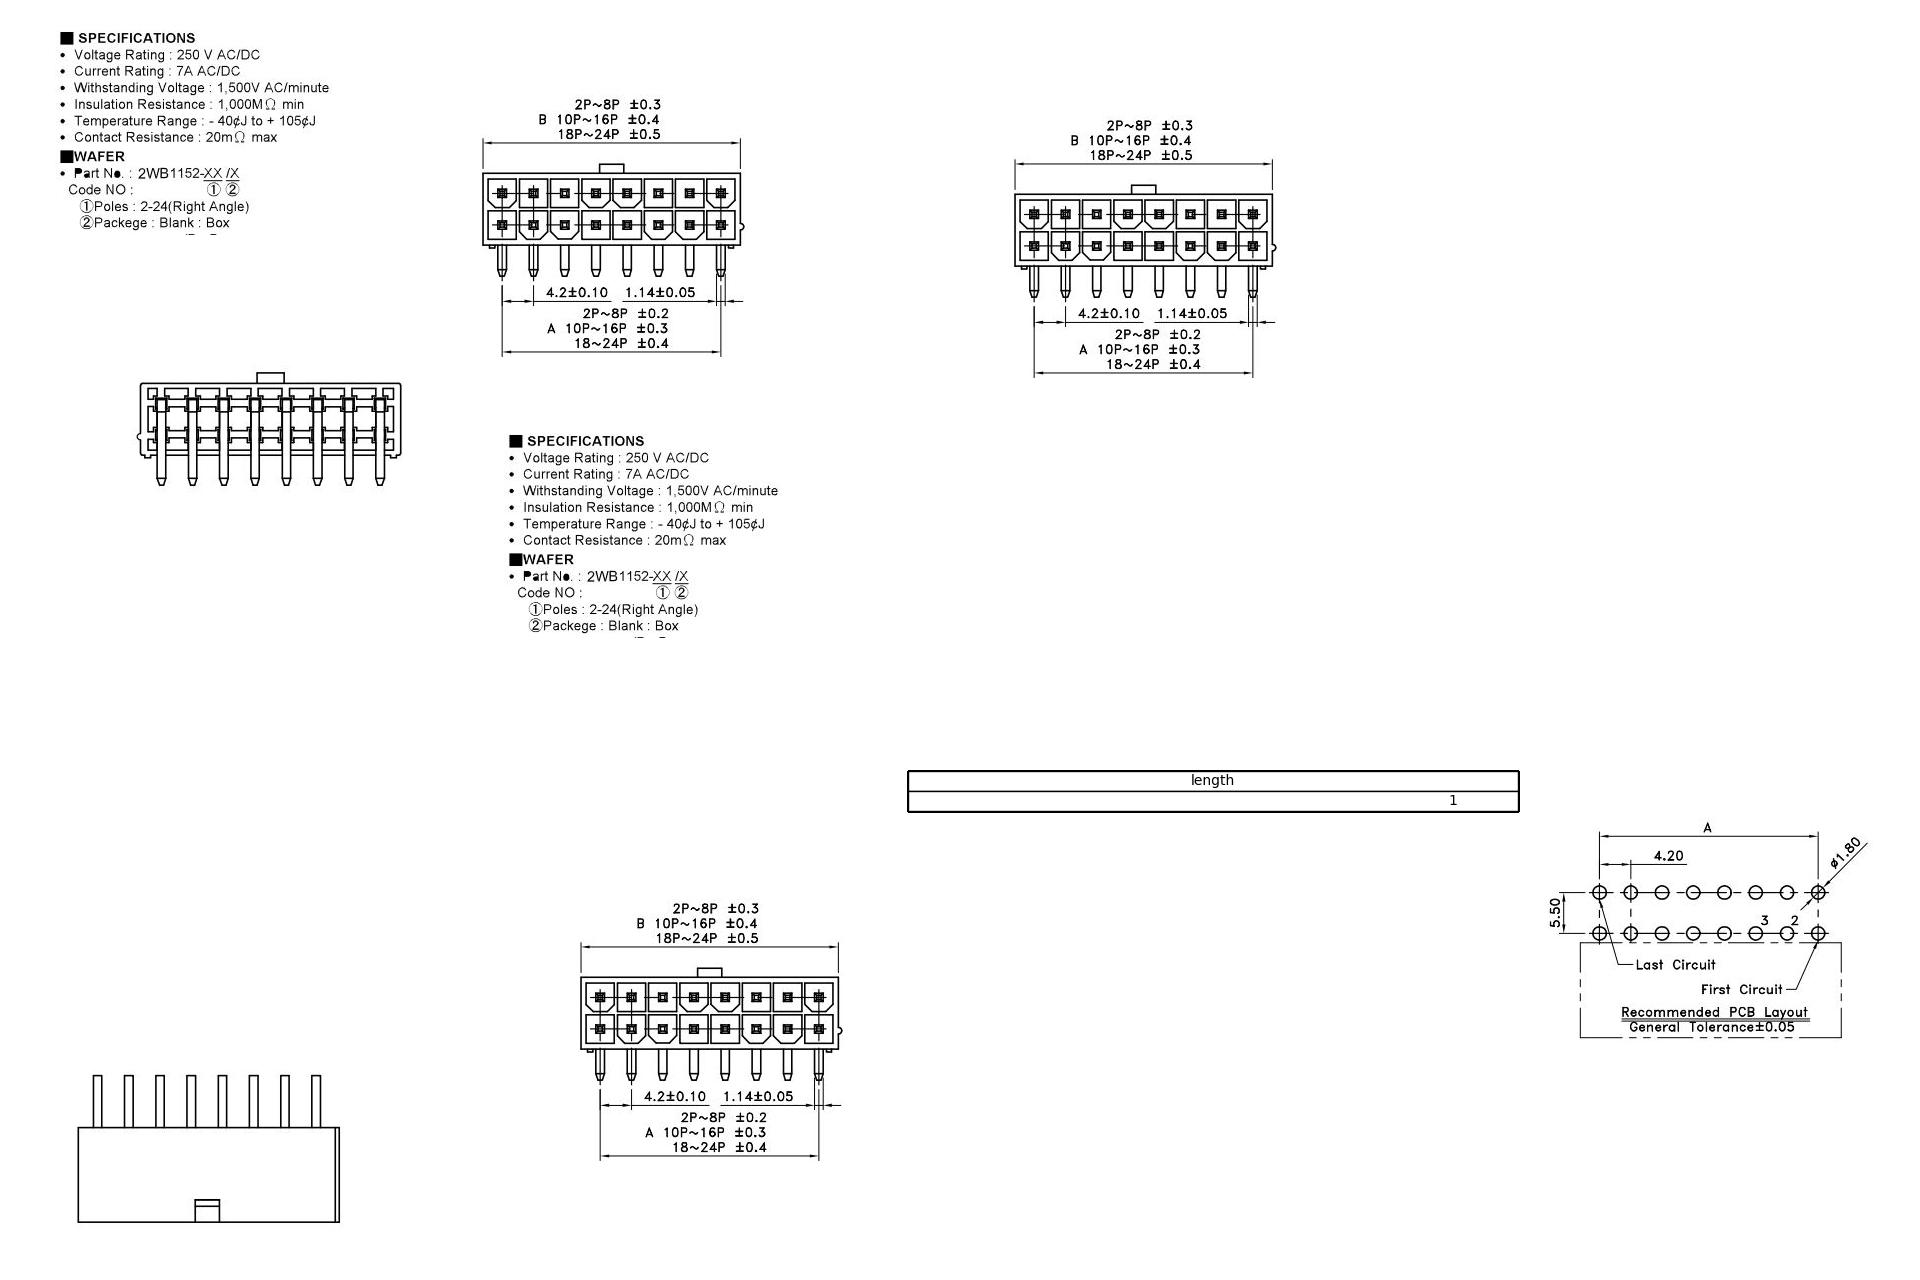 ■ SPECIFICATIONS
• Voltage Rating : 250 V AC/DC
• Current Rating : 7A AC/DC
• Withstanding Voltage : 1,500V AC/minute
• Insulation Resistance : 1,000MΩ min
• Temperature Range : - 40¢J to + 105¢J
• Contact Resistance : 20mΩ max
■WAFER
• Part No. : 2WB1152-XX /X
Code NO : ① ②
①Poles : 2-24(Right Angle)
②Packege : Blank : Box
2P~8P ±0.3
B 10P~16P ±0.4
18P~24P ±0.5
4.2±0.10 1.14±0.05
2P~8P ±0.2
A 10P~16P ±0.3
18~24P ±0.4
2P~8P ±0.3
B 10P~16P ±0.4
18P~24P ±0.5
4.2±0.10 1.14±0.05
2P~8P ±0.2
A 10P~16P ±0.3
18~24P ±0.4
■ SPECIFICATIONS
• Voltage Rating : 250 V AC/DC
• Current Rating : 7A AC/DC
• Withstanding Voltage : 1,500V AC/minute
• Insulation Resistance : 1,000MΩ min
• Temperature Range : - 40¢J to + 105¢J
• Contact Resistance : 20mΩ max
■WAFER
• Part No. : 2WB1152-XX /X
Code NO : ① ②
①Poles : 2-24(Right Angle)
②Packege : Blank : Box
length
1
2P~8P ±0.3
B 10P~16P ±0.4
18P~24P ±0.5
4.2±0.10 1.14±0.05
2P~8P ±0.2
A 10P~16P ±0.3
18~24P ±0.4
A
4.20
ø1.80
5.50
3 2
Last Circuit
First Circuit
Recommended PCB Layout
General Tolerance±0.05